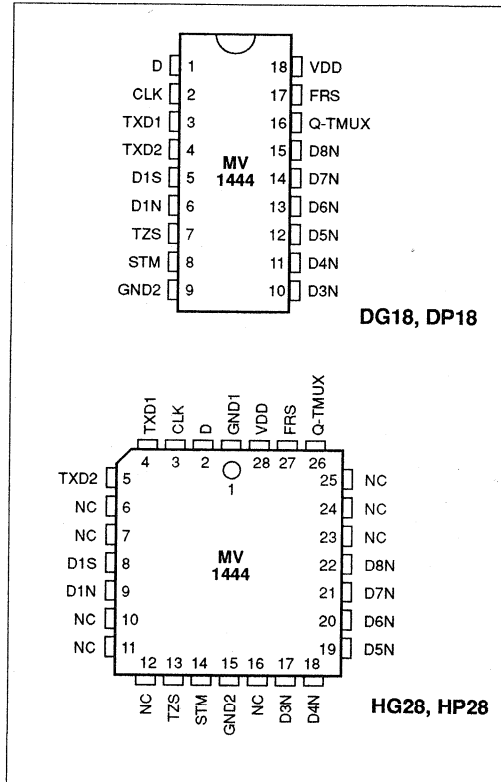 D 1 18 VDD
CLK 2 17 FRS
TXD1 3 16 Q-TMUX
TXD2 4 15 D8N
D1S 5 14 D7N
D1N 6 13 D6N
TZS 7 12 D5N
STM 8 11 D4N
GND2 9 10 D3N
MV
1444
DG18, DP18
TXD1 CLK D GND1 VDD FRS Q-TMUX
4 3 2 1 28 27 26
TXD2 5 25 NC
NC 6 24 NC
NC 7 23 NC
D1S 8 22 D8N
D1N 9 21 D7N
NC 10 20 D6N
NC 11 19 D5N
MV
1444
12 13 14 15 16 17 18
NC TZS STM GND2 NC D3N D4N
HG28, HP28